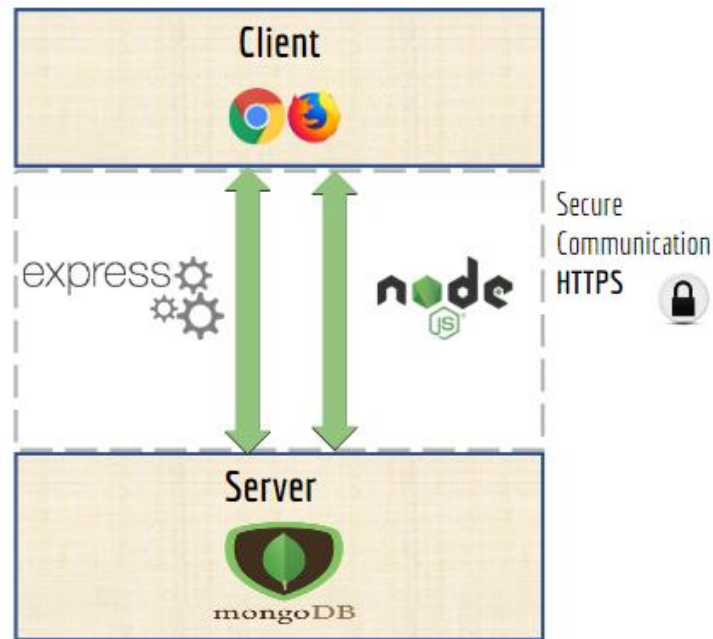 Client
express
node
JS
Secure
Communication
HTTPS
Server
mongoDB